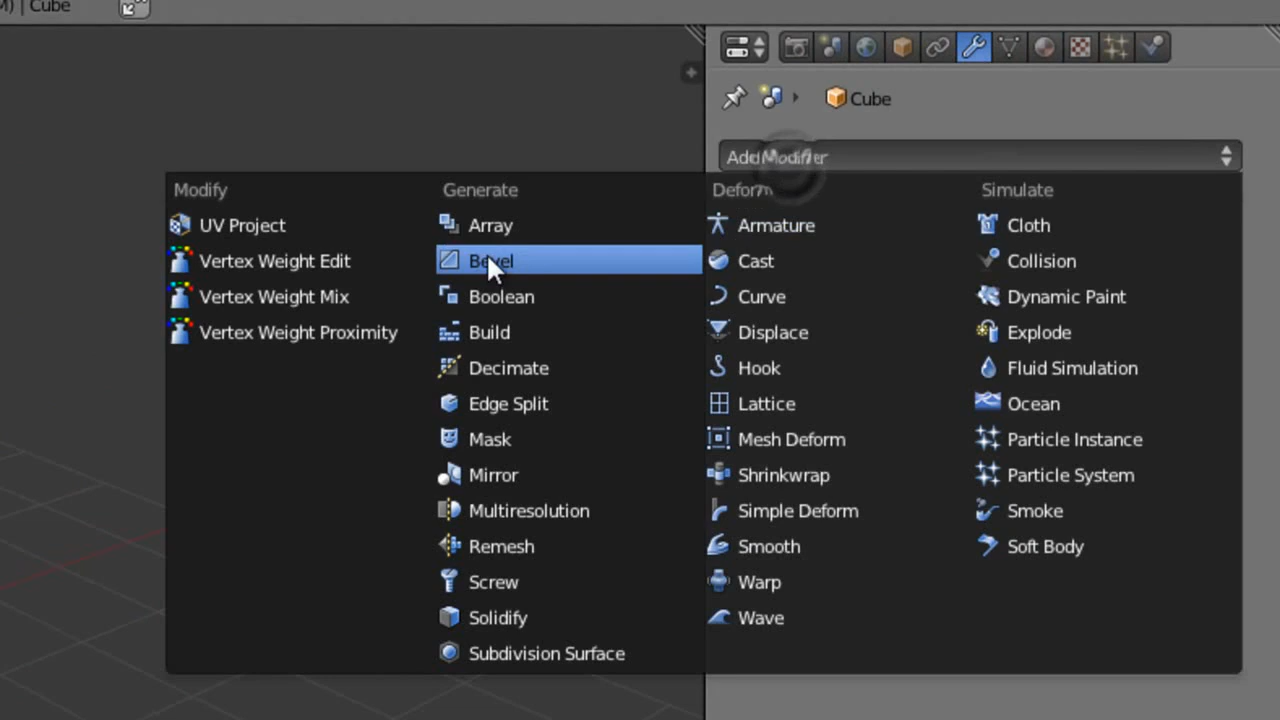 M) | Cube
Cube
Add Modifier
Modify
UV Project
Vertex Weight Edit
Vertex Weight Mix
Vertex Weight Proximity
Generate
Array
Bevel
Boolean
Build
Decimate
Edge Split
Mask
Mirror
Multiresolution
Remesh
Screw
Solidify
Subdivision Surface
Deform
Armature
Cast
Curve
Displace
Hook
Lattice
Mesh Deform
Shrinkwrap
Simple Deform
Smooth
Warp
Wave
Simulate
Cloth
Collision
Dynamic Paint
Explode
Fluid Simulation
Ocean
Particle Instance
Particle System
Smoke
Soft Body